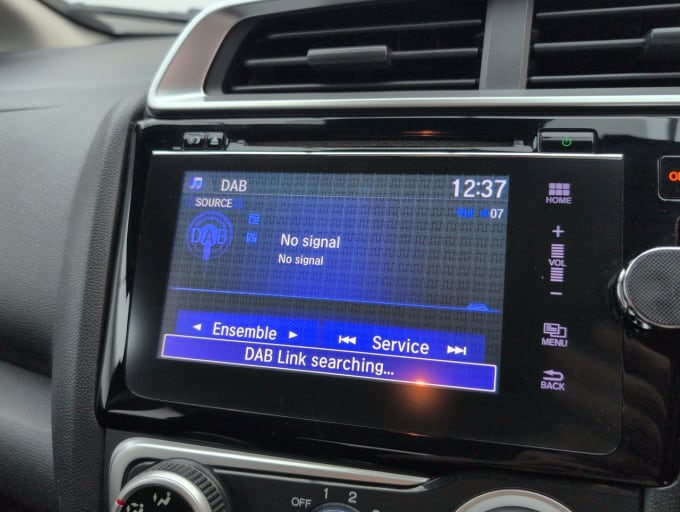 DAB
12:37
SOURCE
07
DAB
No signal
No signal
Ensemble
Service
DAB Link searching...
HOME
+
VOL
−
MENU
BACK
OFF 1 2